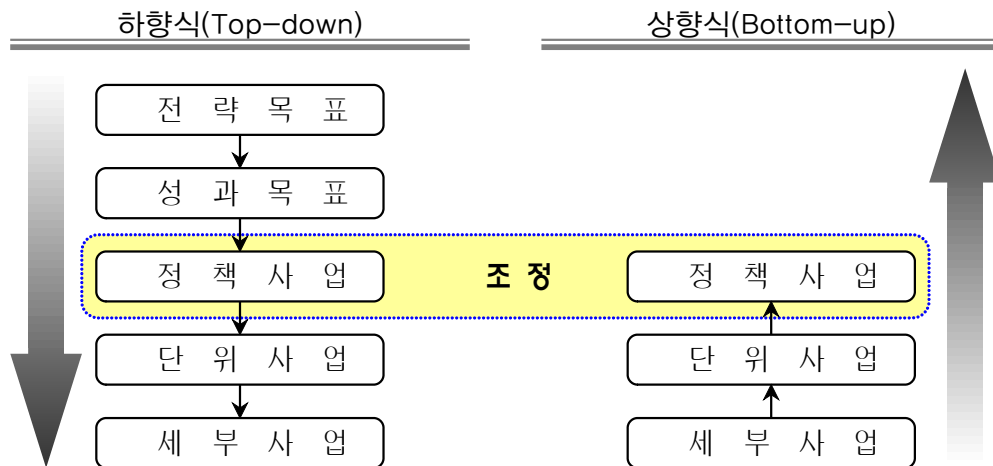 하향식(Top-down)
상향식(Bottom-up)
전 략 목 표
성 과 목 표
정 책 사 업
조 정
정 책 사 업
단 위 사 업
단 위 사 업
세 부 사 업
세 부 사 업